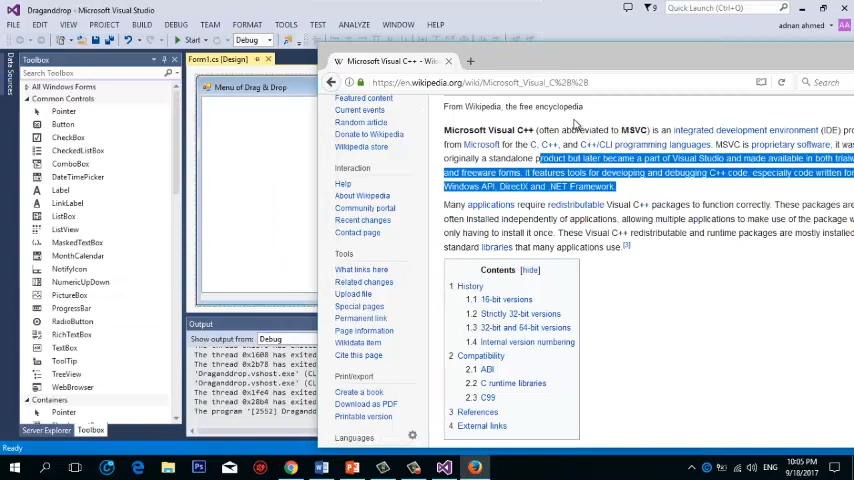 Draganddrop - Microsoft Visual Studio
9
Quick Launch (Ctrl+Q)
FILE EDIT VIEW PROJECT BUILD DEBUG TEAM FORMAT TOOLS TEST ANALYZE WINDOW HELP
adnan ahmed
AA
Start
Debug
Data Sources
Toolbox
Search Toolbox
All Windows Forms
Common Controls
Pointer
Button
CheckBox
CheckedListBox
ComboBox
DateTimePicker
Label
LinkLabel
ListBox
ListView
MaskedTextBox
MonthCalendar
NotifyIcon
NumericUpDown
PictureBox
ProgressBar
RadioButton
RichTextBox
TextBox
ToolTip
TreeView
WebBrowser
Containers
Pointer
Server Explorer
Toolbox
Form1.cs [Design]
Menu of Drag & Drop
Output
Show output from: Debug
The thread 0x1608 has exited
The thread 0x2b78 has exited
'Draganddrop.vshost.exe' (CL
'Draganddrop.vshost.exe' (CL
The thread 0x1fe4 has exited
The thread 0x28b4 has exited
The program '[2552] Draganddr
Ready
W Microsoft Visual C++ - Wiki
https://en.wikipedia.org/wiki/Microsoft_Visual_C%2B%2B
Search
Featured content
Current events
Random article
Donate to Wikipedia
Wikipedia store
Interaction
Help
About Wikipedia
Community portal
Recent changes
Contact page
Tools
What links here
Related changes
Upload file
Special pages
Permanent link
Page information
Wikidata item
Cite this page
Print/export
Create a book
Download as PDF
Printable version
Languages
From Wikipedia, the free encyclopedia
Microsoft Visual C++ (often abbreviated to MSVC) is an integrated development environment (IDE) pro
from Microsoft for the C, C++, and C++/CLI programming languages. MSVC is proprietary software; it was
originally a standalone product but later became a part of Visual Studio and made available in both trialw
and freeware forms. It features tools for developing and debugging C++ code, especially code written for
Windows API, DirectX and .NET Framework.
Many applications require redistributable Visual C++ packages to function correctly. These packages are
often installed independently of applications, allowing multiple applications to make use of the package w
only having to install it once. These Visual C++ redistributable and runtime packages are mostly installed
standard libraries that many applications use.[3]
Contents [hide]
1 History
1.1 16-bit versions
1.2 Strictly 32-bit versions
1.3 32-bit and 64-bit versions
1.4 Internal version numbering
2 Compatibility
2.1 ABI
2.2 C runtime libraries
2.3 C99
3 References
4 External links
ENG
10:05 PM
9/18/2017